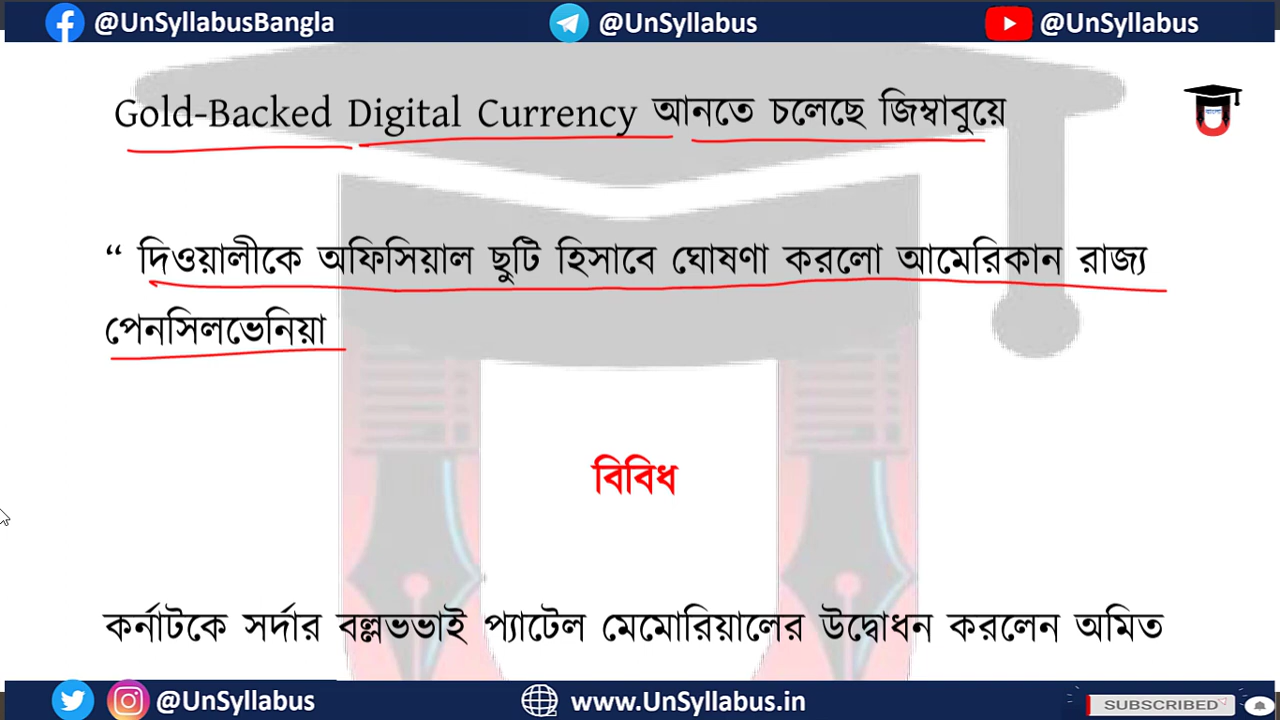 @UnSyllabusBangla @UnSyllabus @UnSyllabus
Gold-Backed Digital Currency আনতে চলেছে জিম্বাবুয়ে
“ দিওয়ালীকে অফিসিয়াল ছুটি হিসাবে ঘোষণা করলো আমেরিকান রাজ্য
পেনসিলভেনিয়া
বিবিধ
কর্নাটকে সর্দার বল্লভভাই প্যাটেল মেমোরিয়ালের উদ্বোধন করলেন অমিত
@UnSyllabus www.UnSyllabus.in SUBSCRIBED